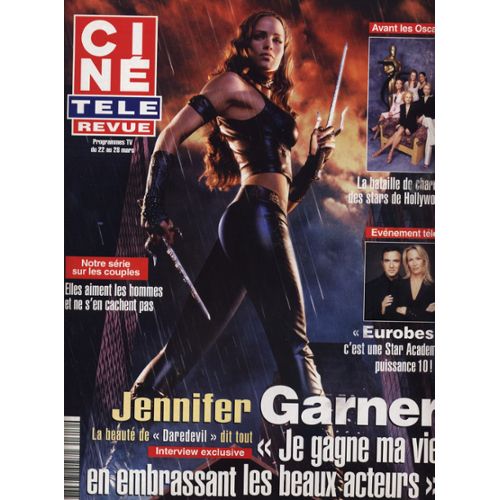 CI
NÉ
TELE
REVUE
Programmes TV
du 22 au 28 mars
Avant les Osca
La bataille de charm
des stars de Hollywo
Evénement télé
« Eurobes
c'est une Star Academ
puissance 10 !
Notre série
sur les couples
Elles aiment les hommes
et ne s'en cachent pas
Jennifer Garner
La beauté de « Daredevil » dit tout
Interview exclusive
« Je gagne ma vie
en embrassant les beaux acteurs »